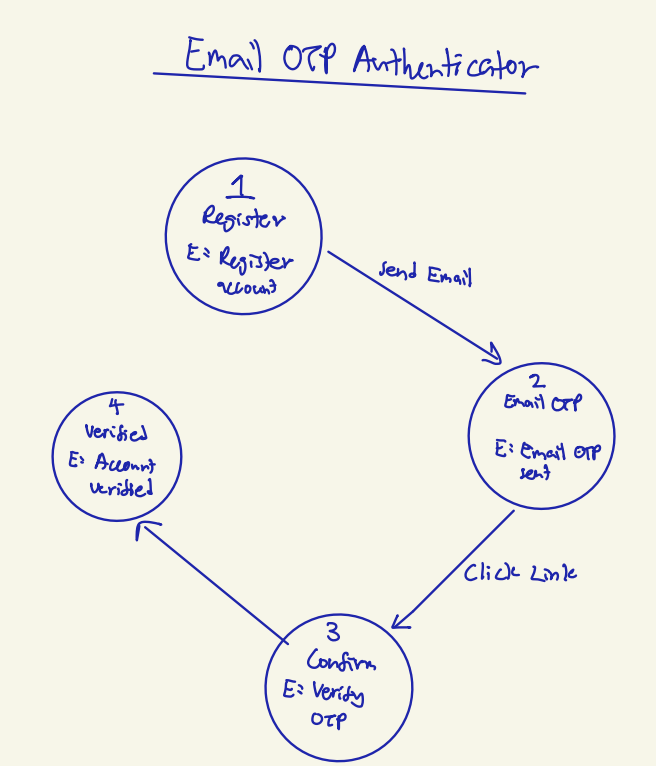 Email OTP Authenticator
1
Register
E: Register
account
Send Email
2
Email OTP
E: Email OTP
sent
Click Link
3
Confirm
E: Verify
OTP
4
Verified
E: Account
verified